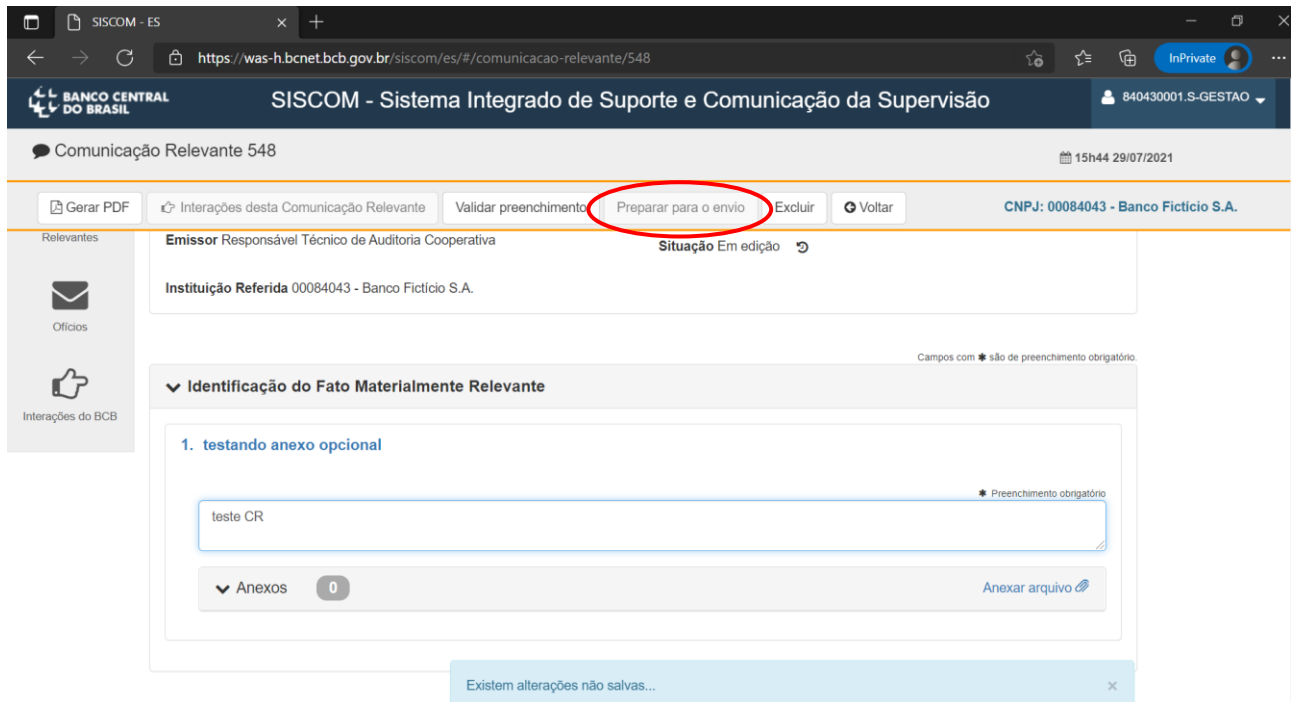 SISCOM - ES
https://was-h.bcnet.bcb.gov.br/siscom/es/#/comunicacao-relevante/548
InPrivate
BANCO CENTRAL
DO BRASIL
SISCOM - Sistema Integrado de Suporte e Comunicação da Supervisão
840430001.S-GESTAO
Comunicação Relevante 548
15h44 29/07/2021
Gerar PDF Interações desta Comunicação Relevante Validar preenchimento Preparar para o envio Excluir Voltar CNPJ: 00084043 - Banco Ficticio S.A.
Relevantes
Emissor Responsável Técnico de Auditoria Cooperativa
Situação Em edição
Instituição Referida 00084043 - Banco Ficticio S.A.
Ofícios
Campos com ✱ são de preenchimento obrigatório.
Identificação do Fato Materialmente Relevante
Interações do BCB
1. testando anexo opcional
✱ Preenchimento obrigatório
teste CR
Anexos 0 Anexar arquivo
Existem alterações não salvas... ×